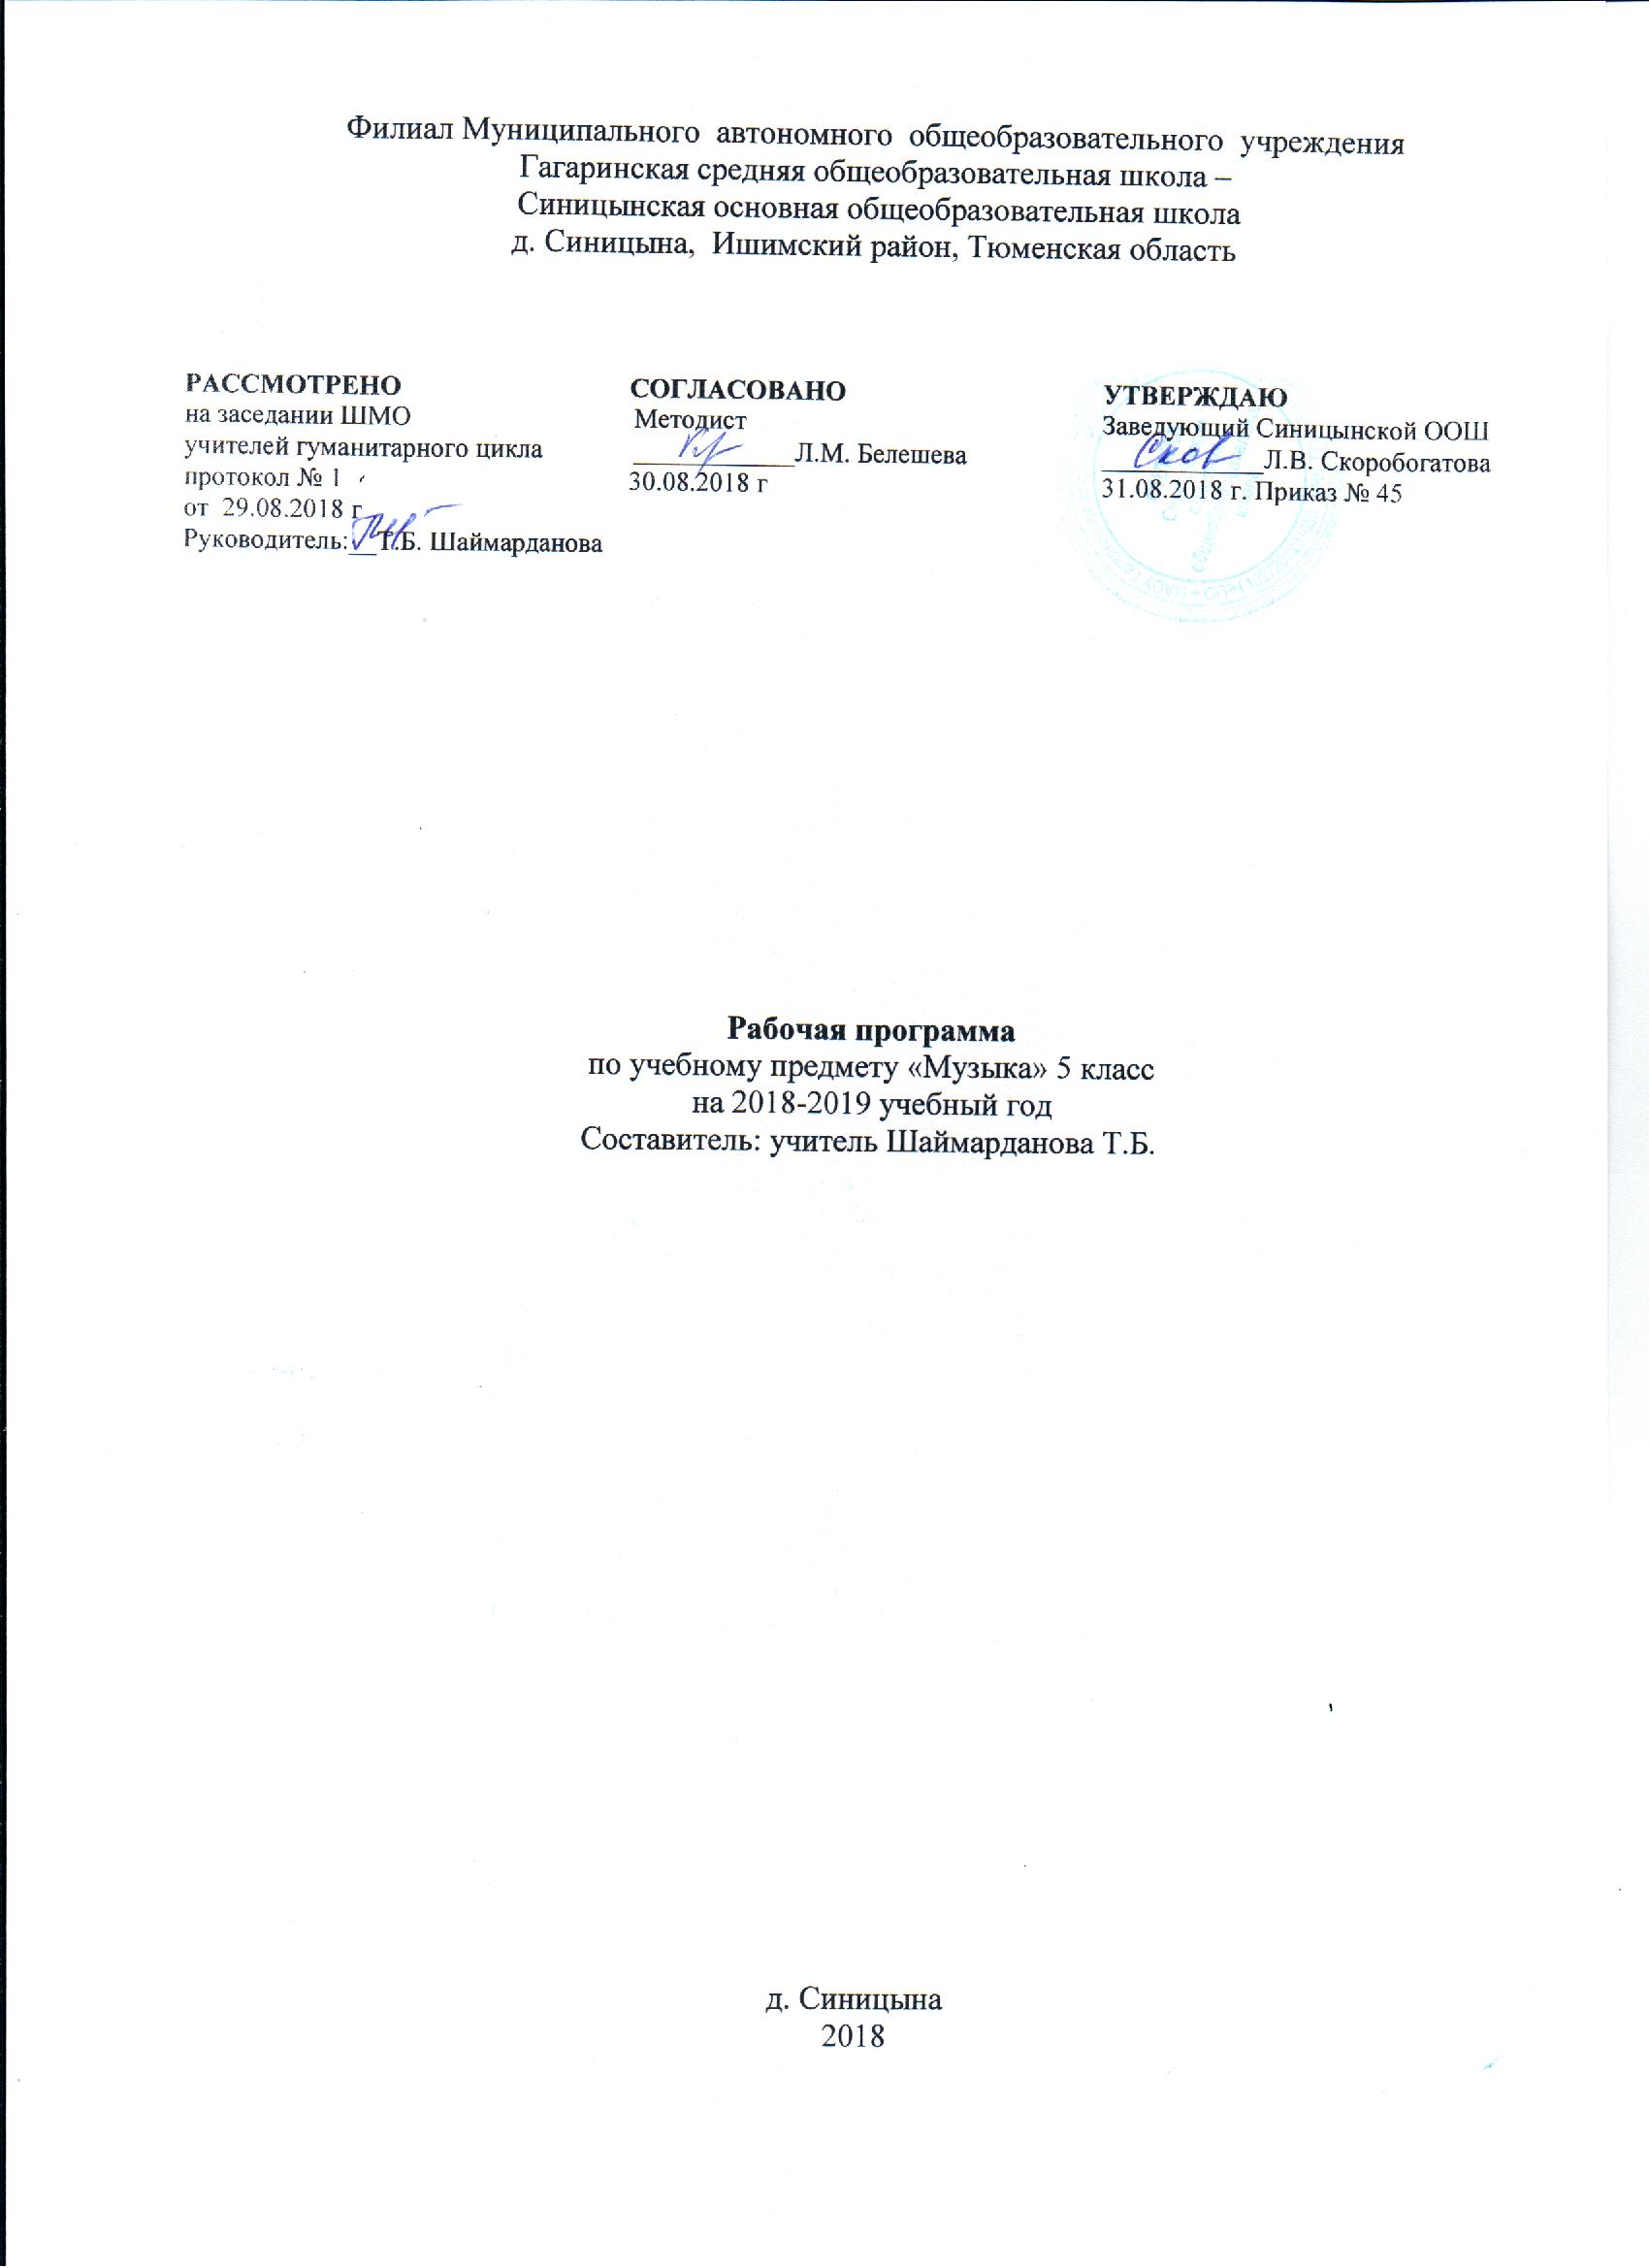 Филиал Муниципального автономного общеобразовательного учреждения
Гагаринская средняя общеобразовательная школа –
Синицынская основная общеобразовательная школа
д. Синицына, Ишимский район, Тюменская область
РАССМОТРЕНО
на заседании ШМО
учителей гуманитарного цикла
протокол № 1
от 29.08.2018 г
Руководитель:__Т.Б. Шаймарданова
СОГЛАСОВАНО
Методист
____________Л.М. Белешева
30.08.2018 г
УТВЕРЖДАЮ
Заведующий Синицынской ООШ
____________Л.В. Скоробогатова
31.08.2018 г. Приказ № 45
Рабочая программа
по учебному предмету «Музыка» 5 класс
на 2018-2019 учебный год
Составитель: учитель Шаймарданова Т.Б.
д. Синицына
2018